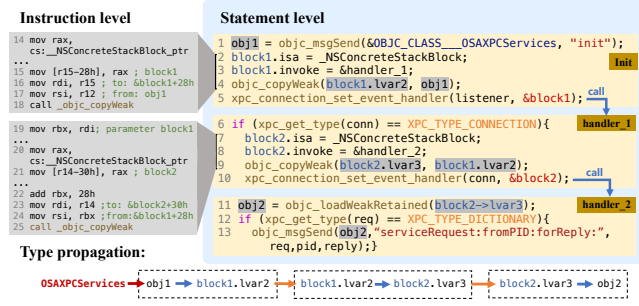 Instruction level
14 mov rax,
cs:__NSConcreteStackBlock_ptr
...
15 mov [r15-28h], rax ; block1
16 mov rdi, r15 ; to: &block1+28h
17 mov rsi, r12 ; from: obj1
18 call _objc_copyWeak
19 mov rbx, rdi; parameter block1
...
20 mov rax,
cs:__NSConcreteStackBlock_ptr
21 mov [r14-30h], rax ; block2
...
22 add rbx, 28h
23 mov rdi, r14 ;to: &block2+30h
24 mov rsi, rbx ;from:&block1+28h
25 call _objc_copyWeak
Statement level
1 obj1 = objc_msgSend(&OBJC_CLASS___OSAXPCServices, "init");
2 block1.isa = _NSConcreteStackBlock;
3 block1.invoke = &handler_1;
4 objc_copyWeak(block1.lvar2, obj1);
5 xpc_connection_set_event_handler(listener, &block1);
Init
call
6 if (xpc_get_type(conn) == XPC_TYPE_CONNECTION){
7 block2.isa = _NSConcreteStackBlock;
8 block2.invoke = &handler_2;
9 objc_copyWeak(block2.lvar3, block1.lvar2);
10 xpc_connection_set_event_handler(conn, &block2);
handler_1
call
11 obj2 = objc_loadWeakRetained(block2->lvar3);
12 if (xpc_get_type(req) == XPC_TYPE_DICTIONARY){
13 objc_msgSend(obj2,"serviceRequest:fromPID:forReply:",
req,pid,reply);}
handler_2
Type propagation:
OSAXPCServices obj1 block1.lvar2 block1.lvar2 block2.lvar3 block2.lvar3 obj2